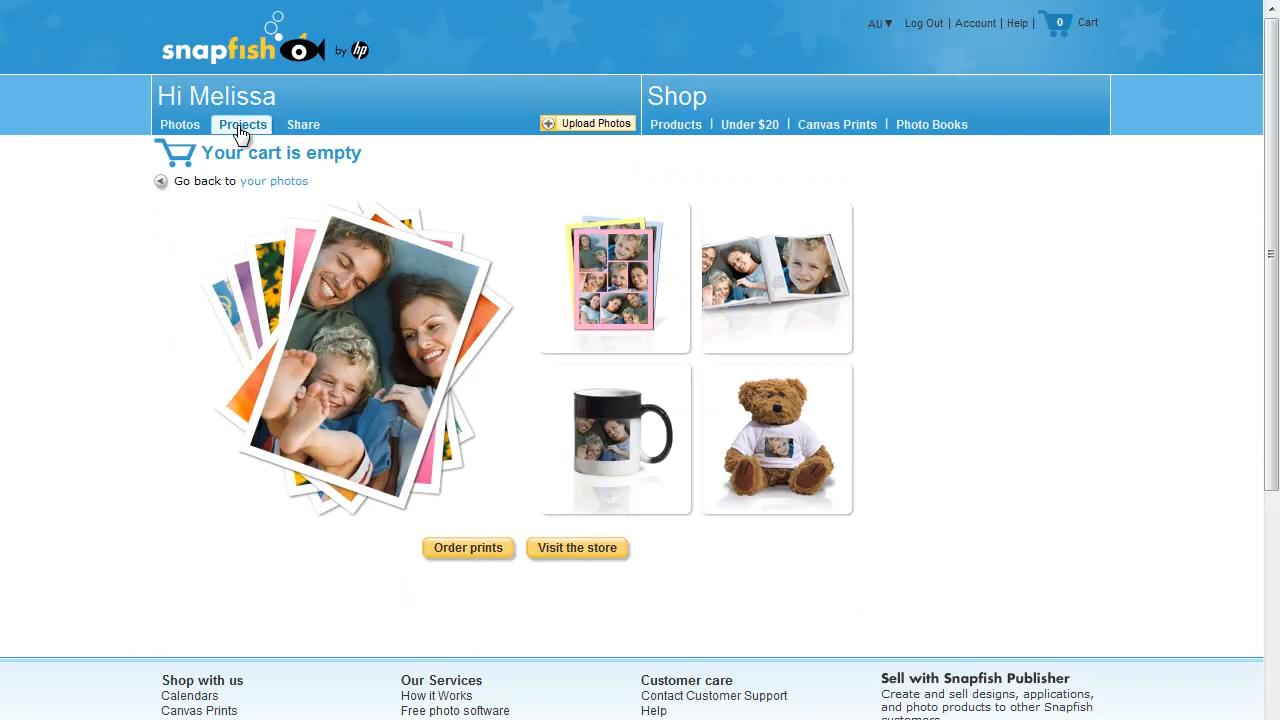 snapfish by hp
AU▼ Log Out | Account | Help | 0 Cart
Hi Melissa
Shop
Photos Projects Share Upload Photos
Products | Under $20 | Canvas Prints | Photo Books
Your cart is empty
Go back to your photos
Order prints Visit the store
Shop with us
Calendars
Canvas Prints
Our Services
How it Works
Free photo software
Customer care
Contact Customer Support
Help
Sell with Snapfish Publisher
Create and sell designs, applications,
and photo products to other Snapfish
customers.